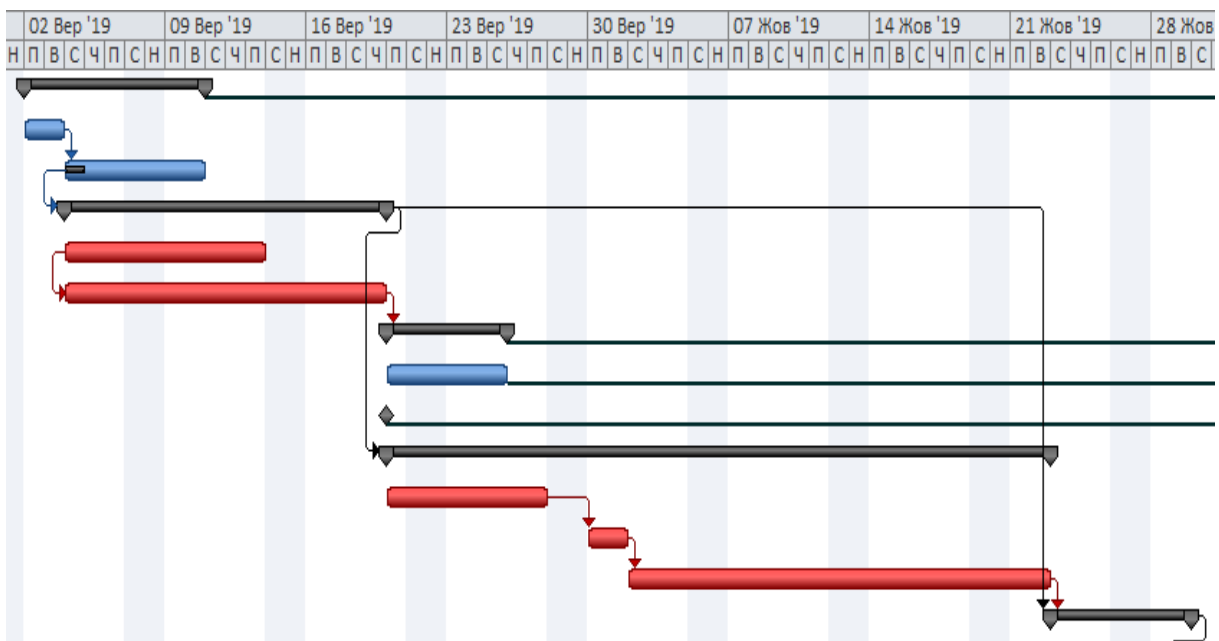 02 Вер '19 09 Вер '19 16 Вер '19 23 Вер '19 30 Вер '19 07 Жов '19 14 Жов '19 21 Жов '19 28 Жов
Н П В С Ч П С Н П В С Ч П С Н П В С Ч П С Н П В С Ч П С Н П В С Ч П С Н П В С Ч П С Н П В С Ч П С Н П В С Ч П С Н П В С